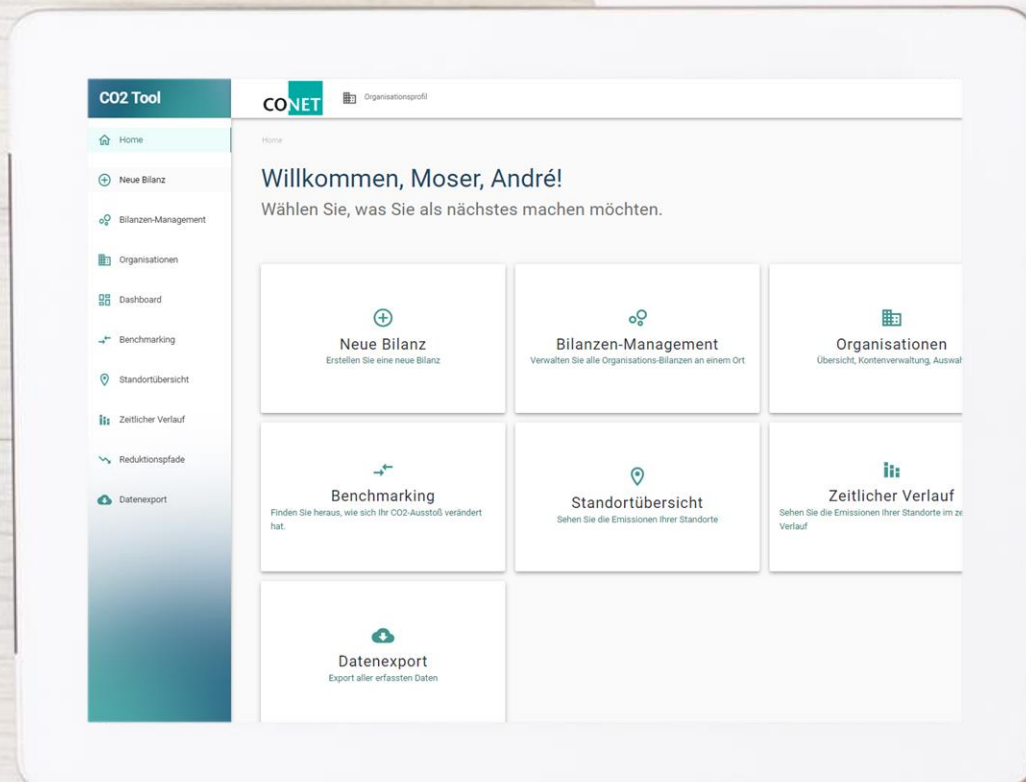 CO2 Tool
Home
Neue Bilanz
Bilanzen-Management
Organisationen
Dashboard
Benchmarking
Standortübersicht
Zeitlicher Verlauf
Reduktionspfade
Datenexport
CONET
Organisationsprofil
Home
Willkommen, Moser, André!
Wählen Sie, was Sie als nächstes machen möchten.
Neue Bilanz
Erstellen Sie eine neue Bilanz
Bilanzen-Management
Verwalten Sie alle Organisations-Bilanzen an einem Ort
Organisationen
Übersicht, Kontenverwaltung, Auswah
Benchmarking
Finden Sie heraus, wie sich Ihr CO2-Ausstoß verändert
hat.
Standortübersicht
Sehen Sie die Emissionen Ihrer Standorte
Zeitlicher Verlauf
Sehen Sie die Emissionen Ihrer Standorte im ze
Verlauf
Datenexport
Export aller erfassten Daten